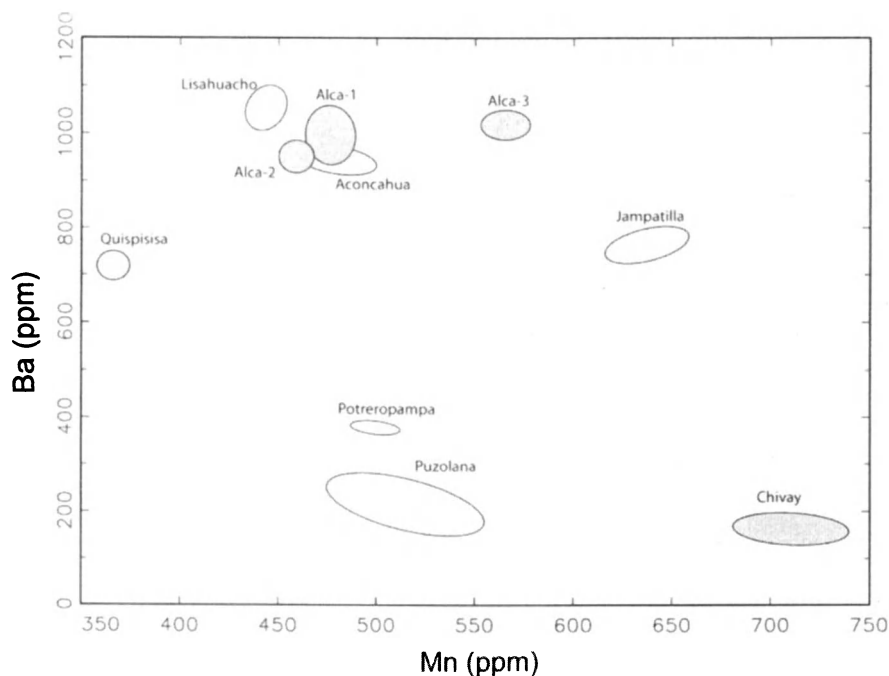 1200
Lisahuacho
Alca-1
Alca-3
1000
Alca-2
Aconcahua
800
Jampatilla
Quispisisa
600
Ba (ppm)
400
Potreropampa
Puzolana
200
Chivay
0
350 400 450 500 550 600 650 700 750
Mn (ppm)